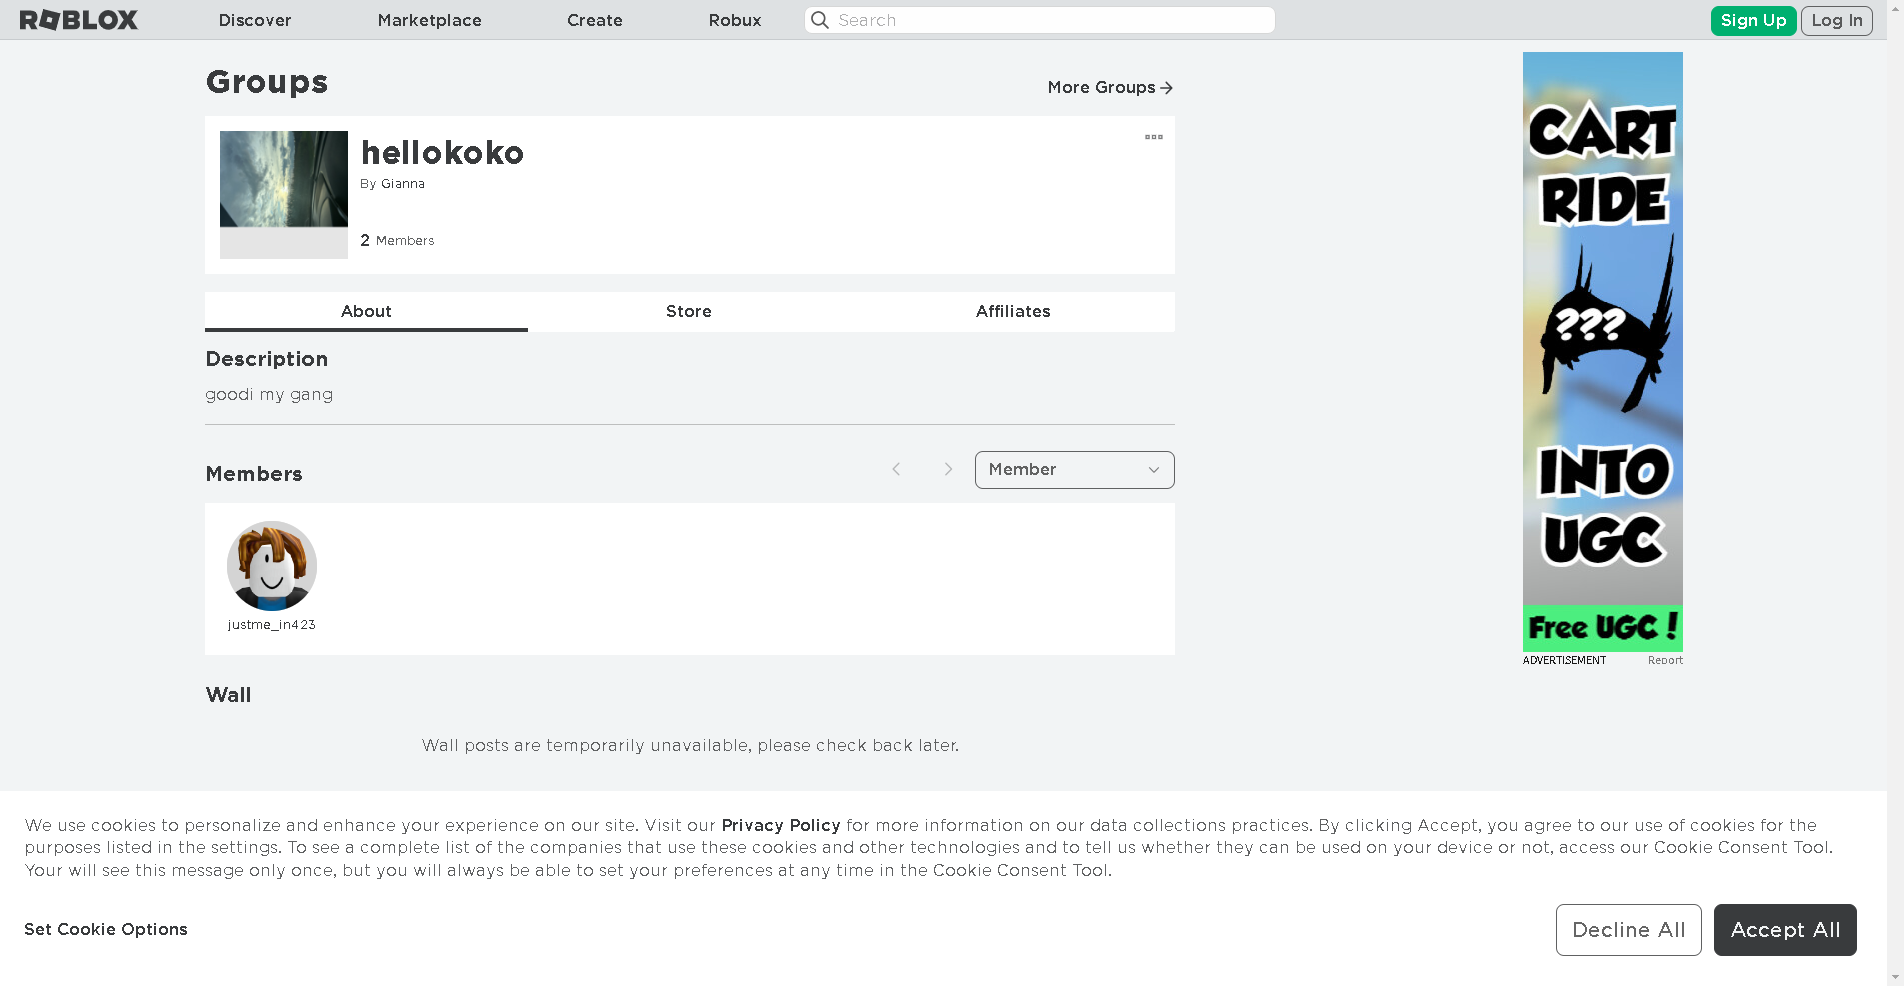 ROBLOX
Discover
Marketplace
Create
Robux
Search
Sign Up
Log In
Groups
More Groups
hellokoko
By Gianna
2 Members
About
Store
Affiliates
Description
goodi my gang
Members
Member
justme_in423
Wall
Wall posts are temporarily unavailable, please check back later.
CART
RIDE
???
INTO
UGC
Free UGC !
ADVERTISEMENT
Report
We use cookies to personalize and enhance your experience on our site. Visit our Privacy Policy for more information on our data collections practices. By clicking Accept, you agree to our use of cookies for the
purposes listed in the settings. To see a complete list of the companies that use these cookies and other technologies and to tell us whether they can be used on your device or not, access our Cookie Consent Tool.
Your will see this message only once, but you will always be able to set your preferences at any time in the Cookie Consent Tool.
Set Cookie Options
Decline All
Accept All